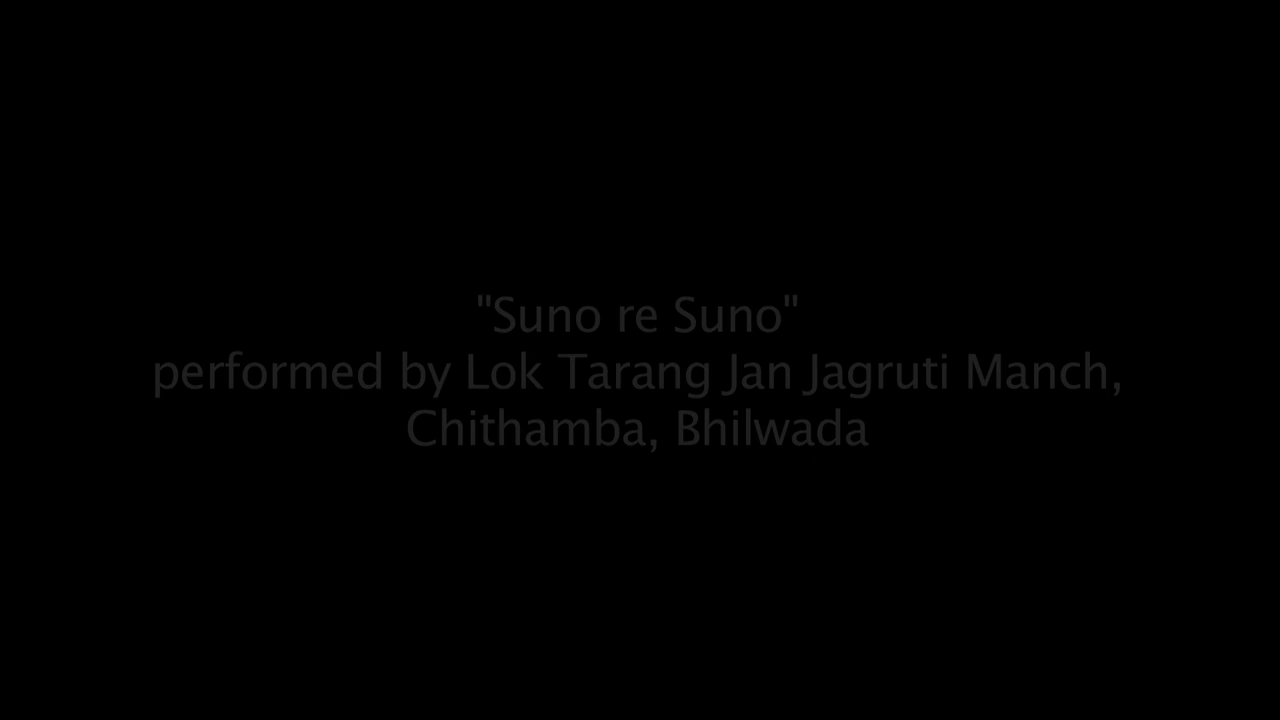 "Suno re Suno"
performed by Lok Tarang Jan Jagruti Manch,
Chithamba, Bhilwada